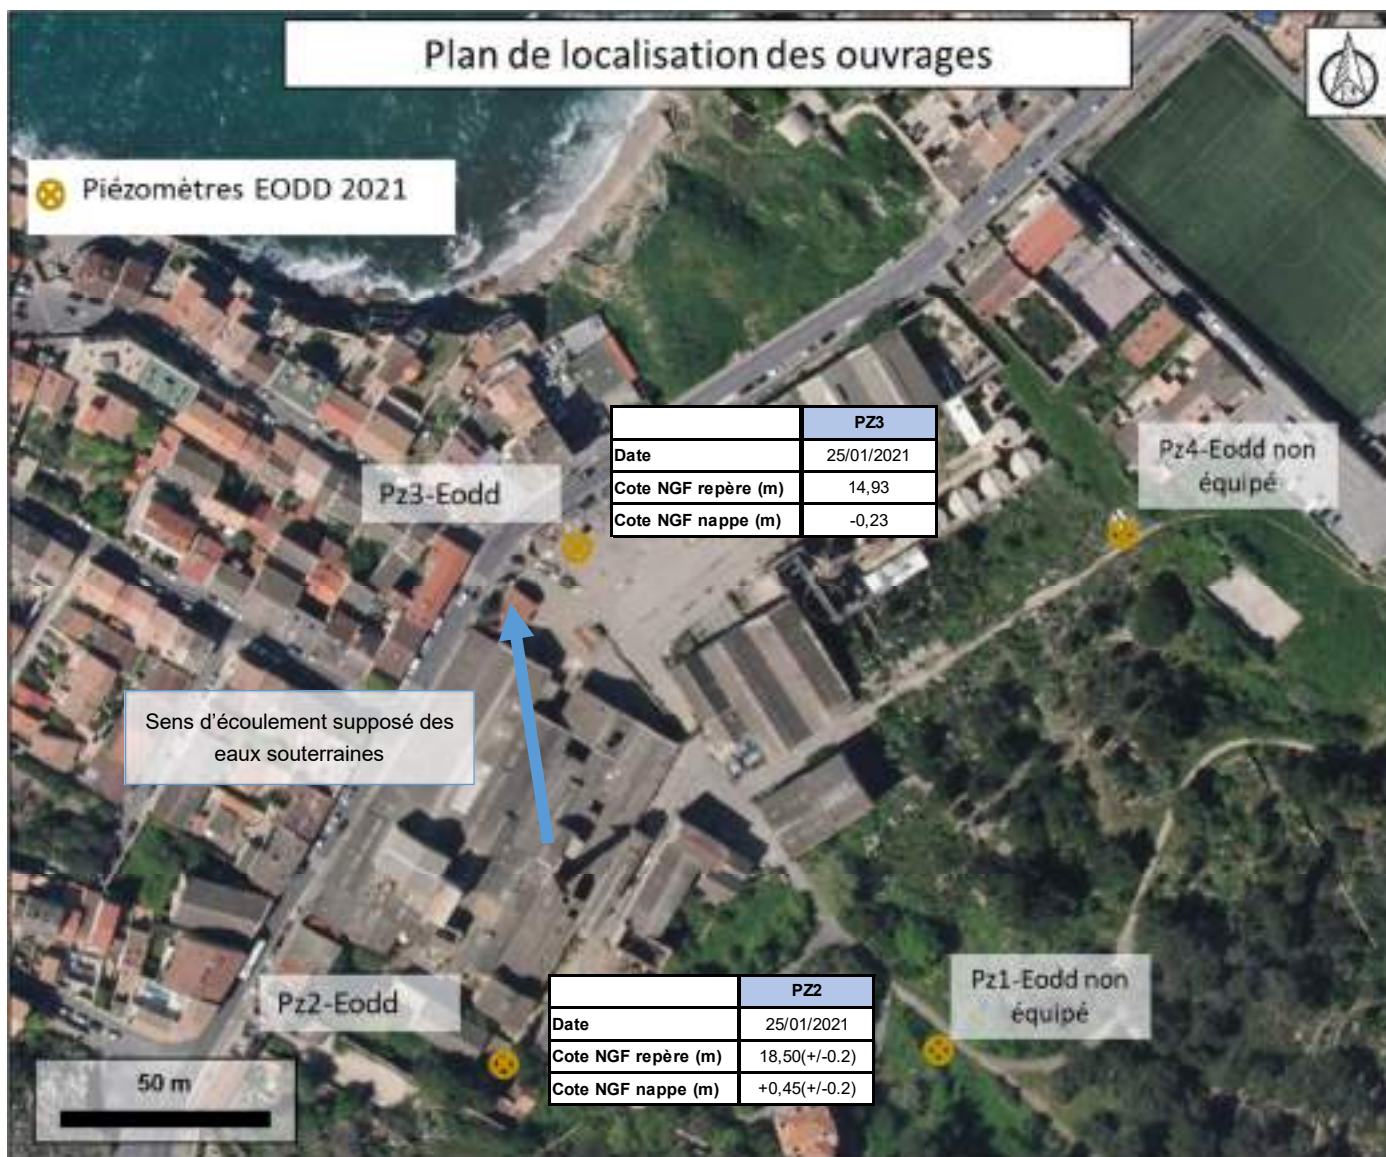 Plan de localisation des ouvrages
Piézomètres EODD 2021
PZ3
Date 25/01/2021
Cote NGF repère (m) 14,93
Cote NGF nappe (m) -0,23
Pz3-Eodd
Pz4-Eodd non
équipé
Sens d'écoulement supposé des
eaux souterraines
Pz2-Eodd
PZ2
Date 25/01/2021
Cote NGF repère (m) 18,50(+/-0.2)
Cote NGF nappe (m) +0,45(+/-0.2)
Pz1-Eodd non
équipé
50 m